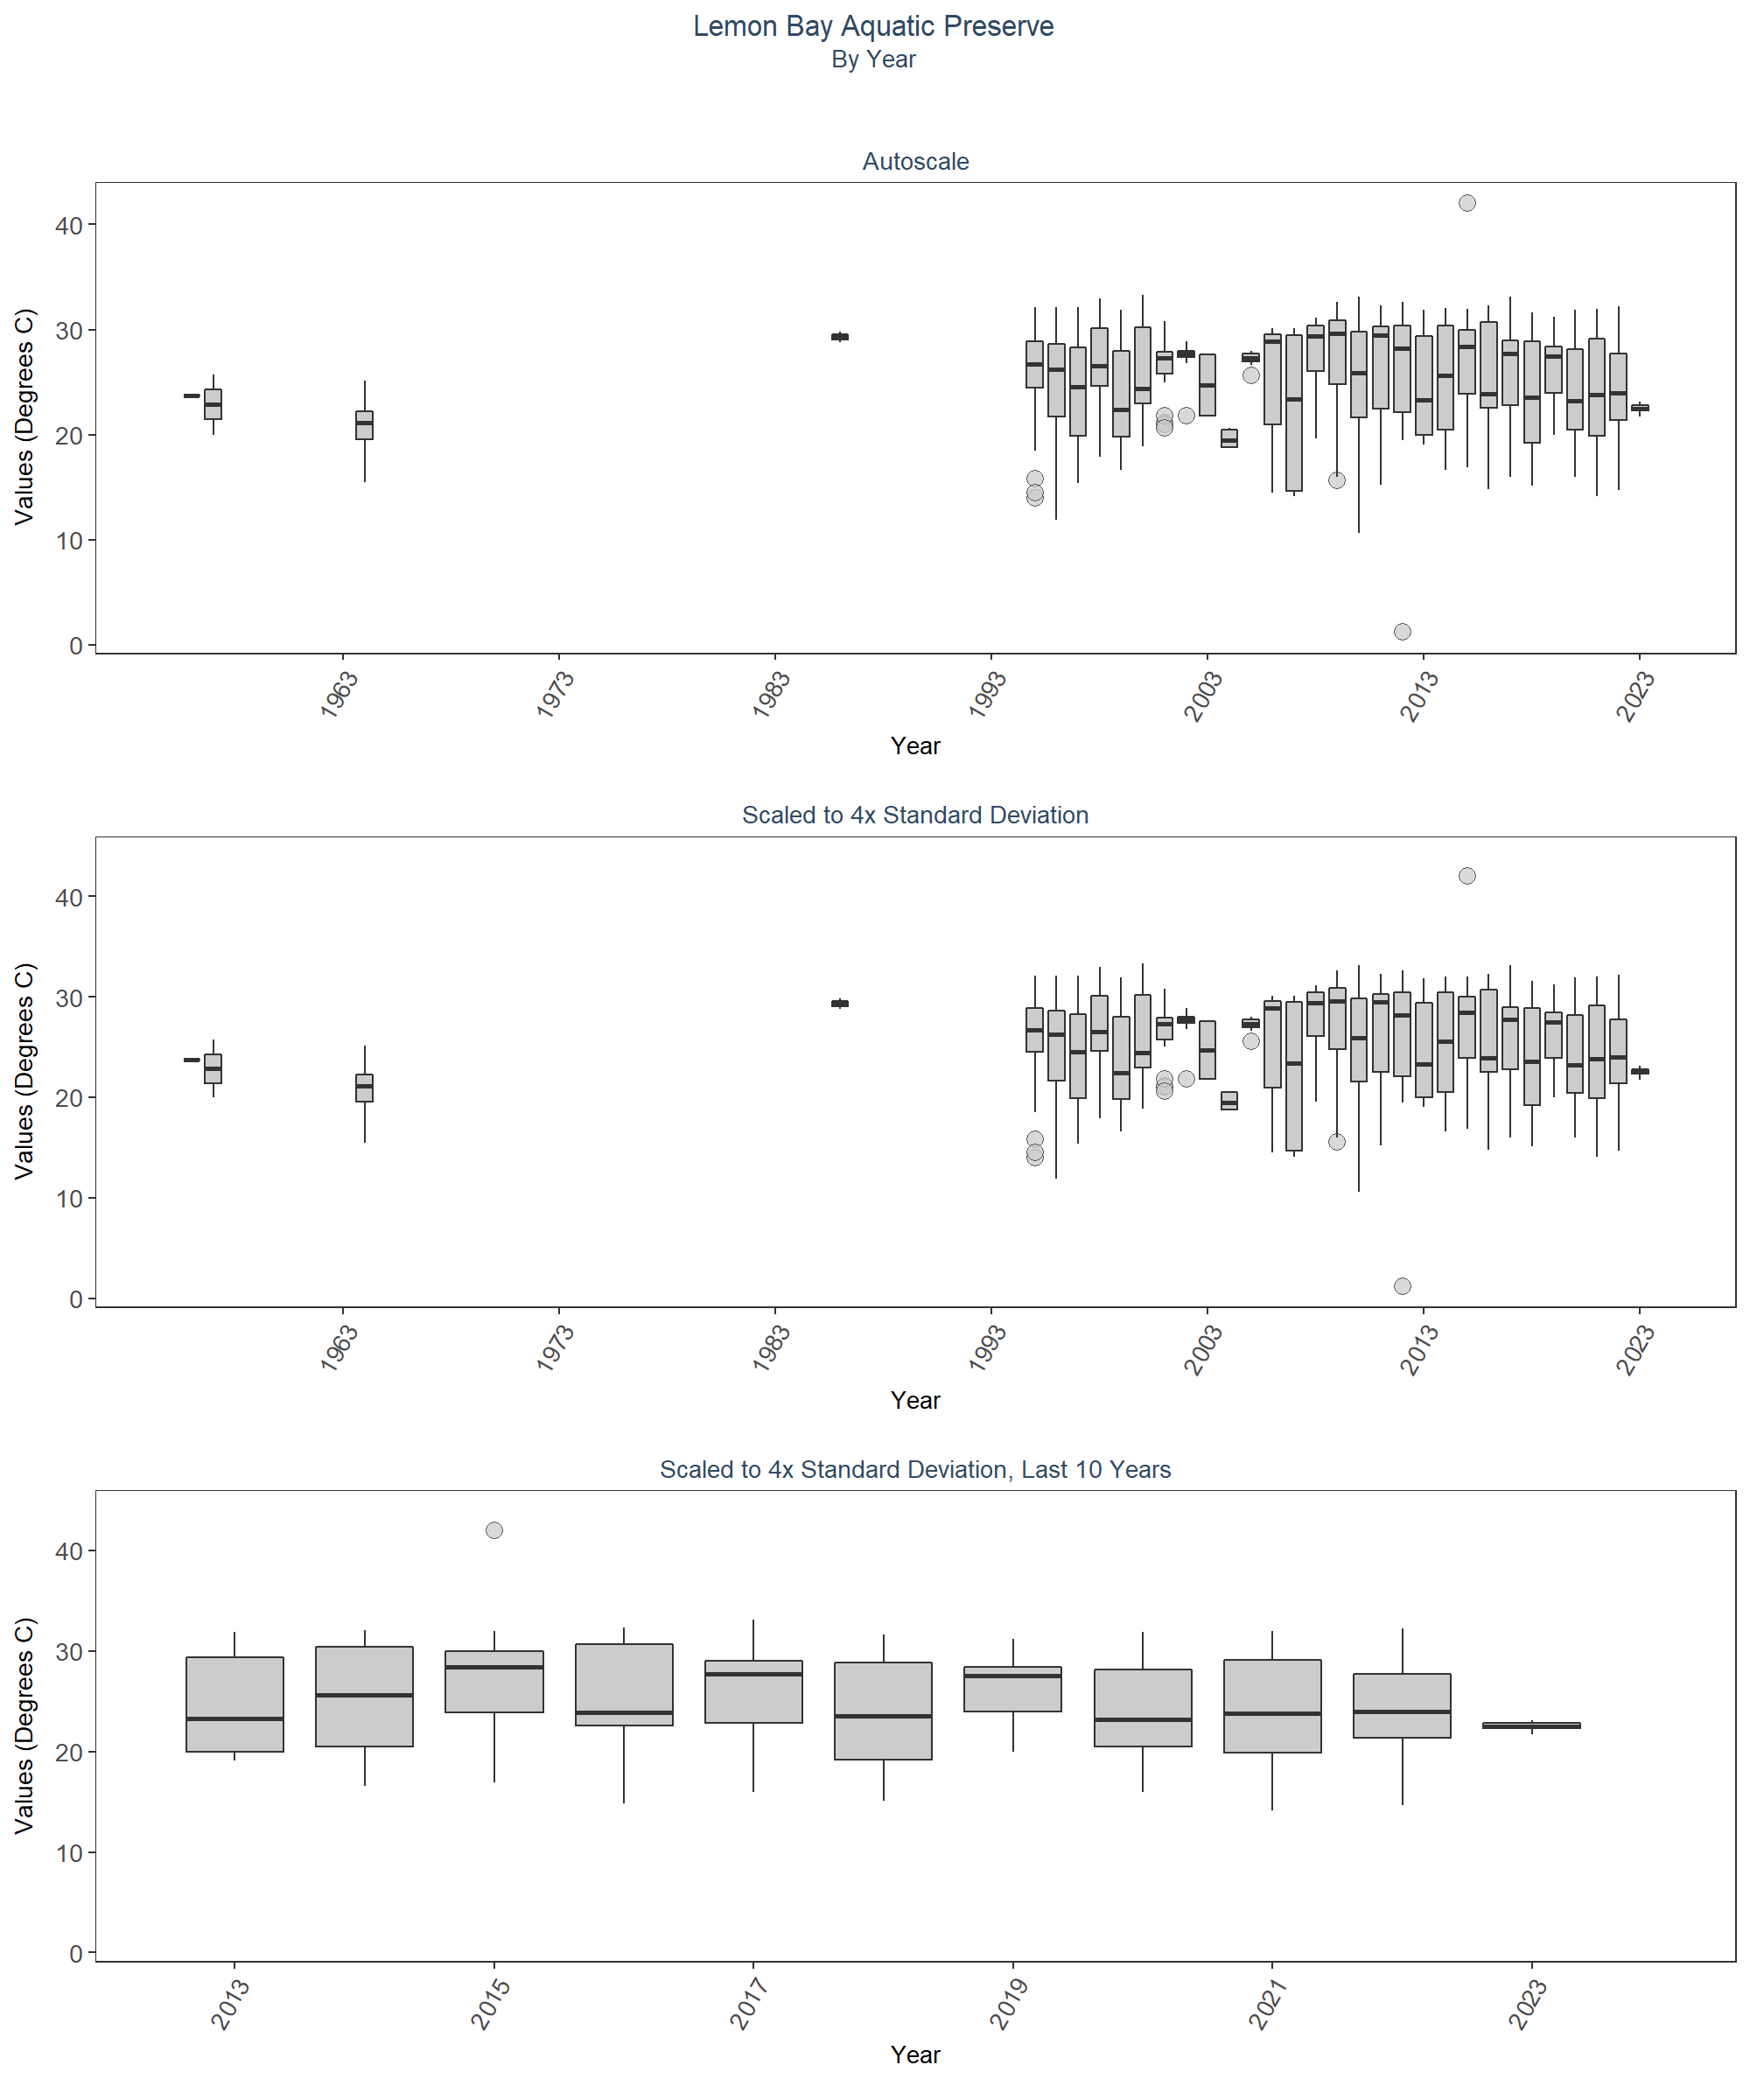 Lemon Bay Aquatic Preserve
By Year
Autoscale
Values (Degrees C)
40
30
20
10
0
1963 1973 1983 1993 2003 2013 2023
Year
Scaled to 4x Standard Deviation
Values (Degrees C)
40
30
20
10
0
1963 1973 1983 1993 2003 2013 2023
Year
Scaled to 4x Standard Deviation, Last 10 Years
Values (Degrees C)
40
30
20
10
0
2013 2015 2017 2019 2021 2023
Year